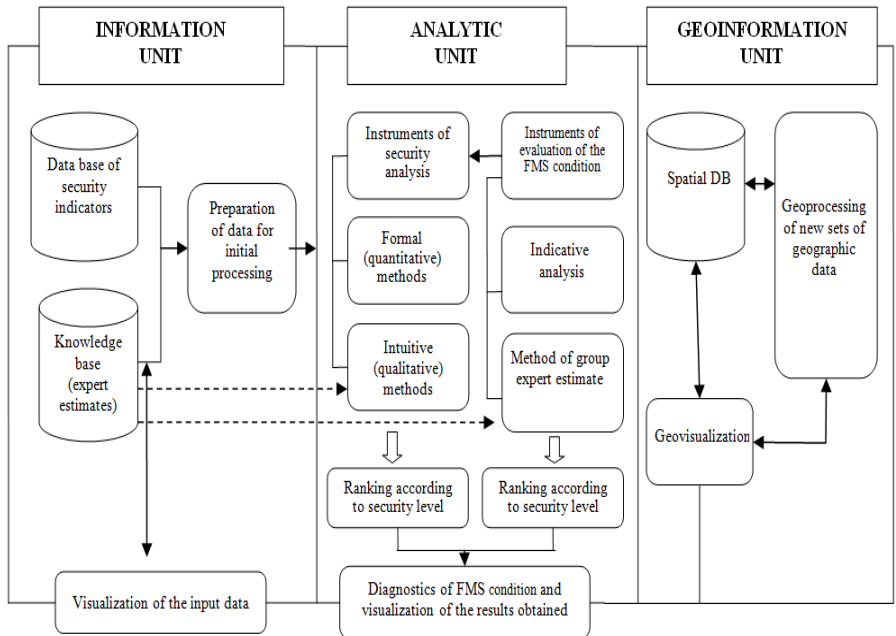 INFORMATION
UNIT
ANALYTIC
UNIT
GEOINFORMATION
UNIT
Data base of
security
indicators
Preparation
of data for
initial
processing
Knowledge
base
(expert
estimates)
Visualization of the input data
Instruments of
security
analysis
Instruments of
evaluation of the
FMS condition
Formal
(quantitative)
methods
Indicative
analysis
Intuitive
(qualitative)
methods
Method of group
expert estimate
Ranking according
to security level
Ranking according
to security level
Diagnostics of FMS condition and
visualization of the results obtained
Spatial DB
Geoprocessing
of new sets of
geographic
data
Geovisualization